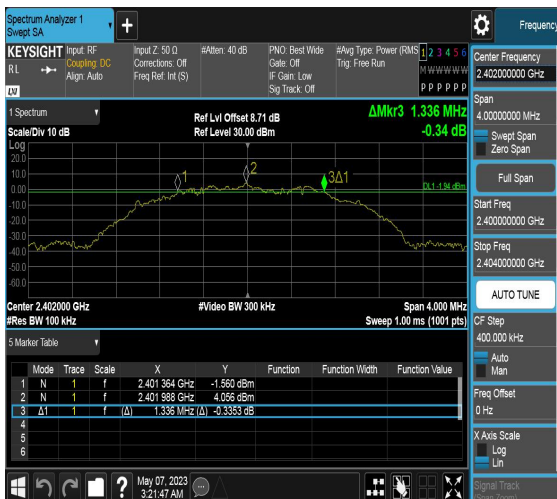 Spectrum Analyzer 1
Swept SA
+
Frequency
KEYSIGHT
Input: RF
Input Z: 50 Ω
#Atten: 40 dB
PNO: Best Wide
#Avg Type: Power (RMS
1 2 3 4 5 6
RL
Coupling: DC
Corrections: Off
Gate: Off
Trig: Free Run
M W W W W W
Align: Auto
Freq Ref: Int (S)
IF Gain: Low
P P P P P P
LXI
Sig Track: Off
Center Frequency
2.402000000 GHz
Span
4.00000000 MHz
Swept Span
Zero Span
Full Span
Start Freq
2.400000000 GHz
Stop Freq
2.404000000 GHz
AUTO TUNE
CF Step
400.000 kHz
Auto
Man
Freq Offset
0 Hz
X Axis Scale
Log
Lin
Signal Track
(Span Zoom)
1 Spectrum
Ref Lvl Offset 8.71 dB
ΔMkr3 1.336 MHz
Scale/Div 10 dB
Ref Level 30.00 dBm
-0.34 dB
Log
20.0
10.0
0.00
-10.0
-20.0
-30.0
-40.0
-50.0
-60.0
1
2
3Δ1
DL1 -1.94 dBm
Center 2.402000 GHz
#Video BW 300 kHz
Span 4.000 MHz
#Res BW 100 kHz
Sweep 1.00 ms (1001 pts)
5 Marker Table
Mode Trace Scale X Y Function Function Width Function Value
1 N 1 f 2.401 364 GHz -1.560 dBm
2 N 1 f 2.401 988 GHz 4.056 dBm
3 Δ1 1 f (Δ) 1.336 MHz (Δ) -0.3353 dB
4
5
6
?
May 07, 2023
3:21:47 AM